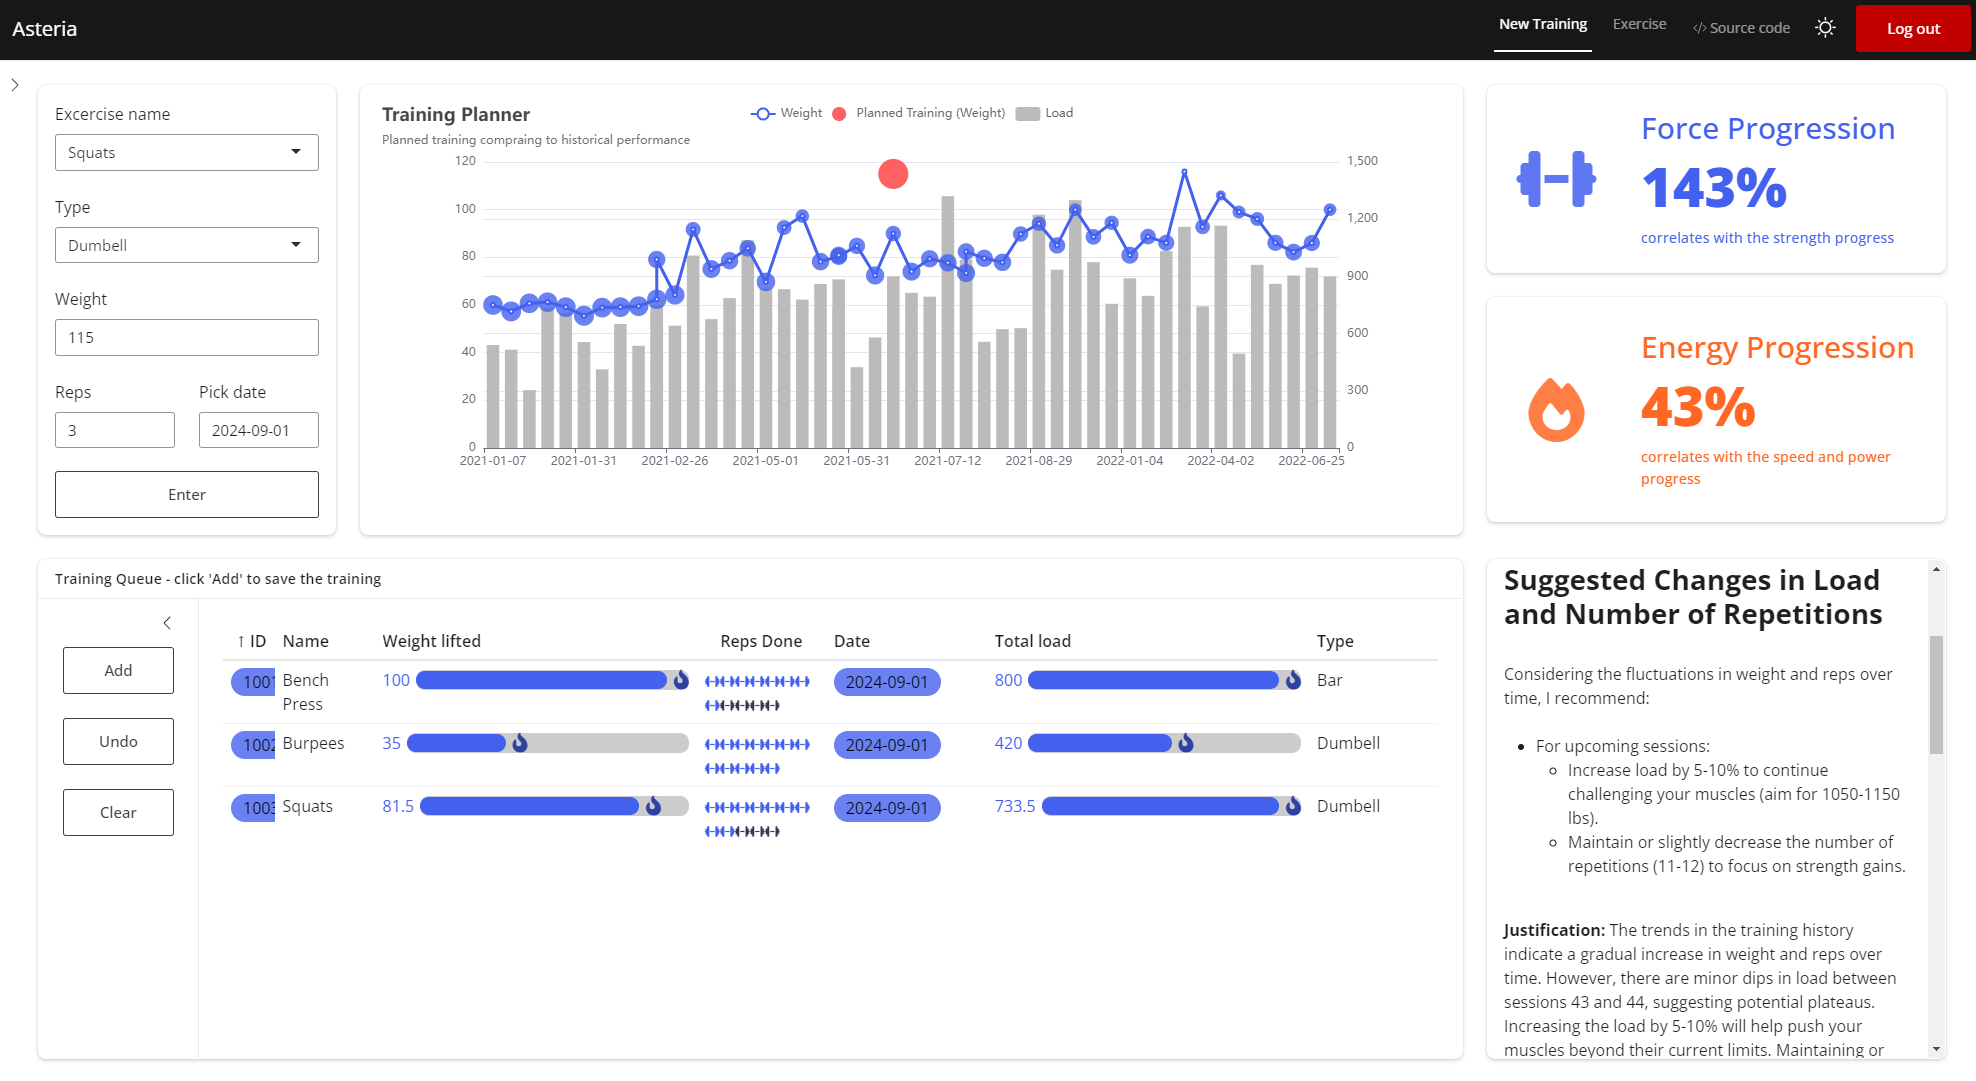 Asteria
New Training
Exercise
</> Source code
Log out
Excercise name
Squats
Type
Dumbell
Weight
115
Reps
Pick date
3
2024-09-01
Enter
Training Planner
Planned training compraing to historical performance
Weight
Planned Training (Weight)
Load
120
100
80
60
40
20
0
1,500
1,200
900
600
300
0
2021-01-07
2021-01-31
2021-02-26
2021-05-01
2021-05-31
2021-07-12
2021-08-29
2022-01-04
2022-04-02
2022-06-25
Force Progression
143%
correlates with the strength progress
Energy Progression
43%
correlates with the speed and power
progress
Training Queue - click 'Add' to save the training
Add
Undo
Clear
↑ ID Name Weight lifted Reps Done Date Total load Type
1001 Bench Press 100 2024-09-01 800 Bar
1002 Burpees 35 2024-09-01 420 Dumbell
1003 Squats 81.5 2024-09-01 733.5 Dumbell
Suggested Changes in Load
and Number of Repetitions
Considering the fluctuations in weight and reps over
time, I recommend:
For upcoming sessions:
Increase load by 5-10% to continue
challenging your muscles (aim for 1050-1150
lbs).
Maintain or slightly decrease the number of
repetitions (11-12) to focus on strength gains.
Justification: The trends in the training history
indicate a gradual increase in weight and reps over
time. However, there are minor dips in load between
sessions 43 and 44, suggesting potential plateaus.
Increasing the load by 5-10% will help push your
muscles beyond their current limits. Maintaining or